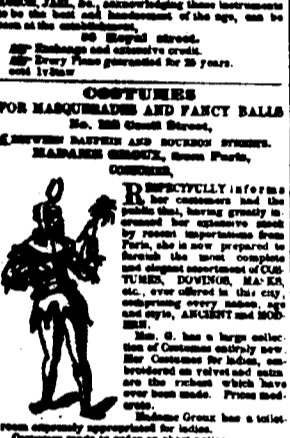 to be the best and handsomest of the age, can be
seen at the establishment,
Royal street.
Exchange and extensive credit.
Every Piano guaranteed for 25 years.
COSTUMES
FOR MASQUERADES AND FANCY BALLS
No. Conti Street,
BETWEEN DAUPHIN AND BOURBON STREETS.
MADAME GROUX, from Paris,
COSTUMER,
RESPECTFULLY informs
her customers and the
public that, having greatly in-
creased her extensive stock
by recent importations from
Paris, she is now prepared to
furnish the most complete
and elegant assortment of COS-
TUMES, DOMINOS, MASKS,
etc., ever offered in this city,
comprising every nation, age
and style, ANCIENT and MOD-
ERN.
Mme. G. has a large collec-
tion of Costumes entirely new.
Her Costumes for ladies, em-
broidered on velvet and satin
are the richest which have
ever been made. Prices mod-
erate.
Madame Groux has a toilet-
room expressly appropriated for ladies.